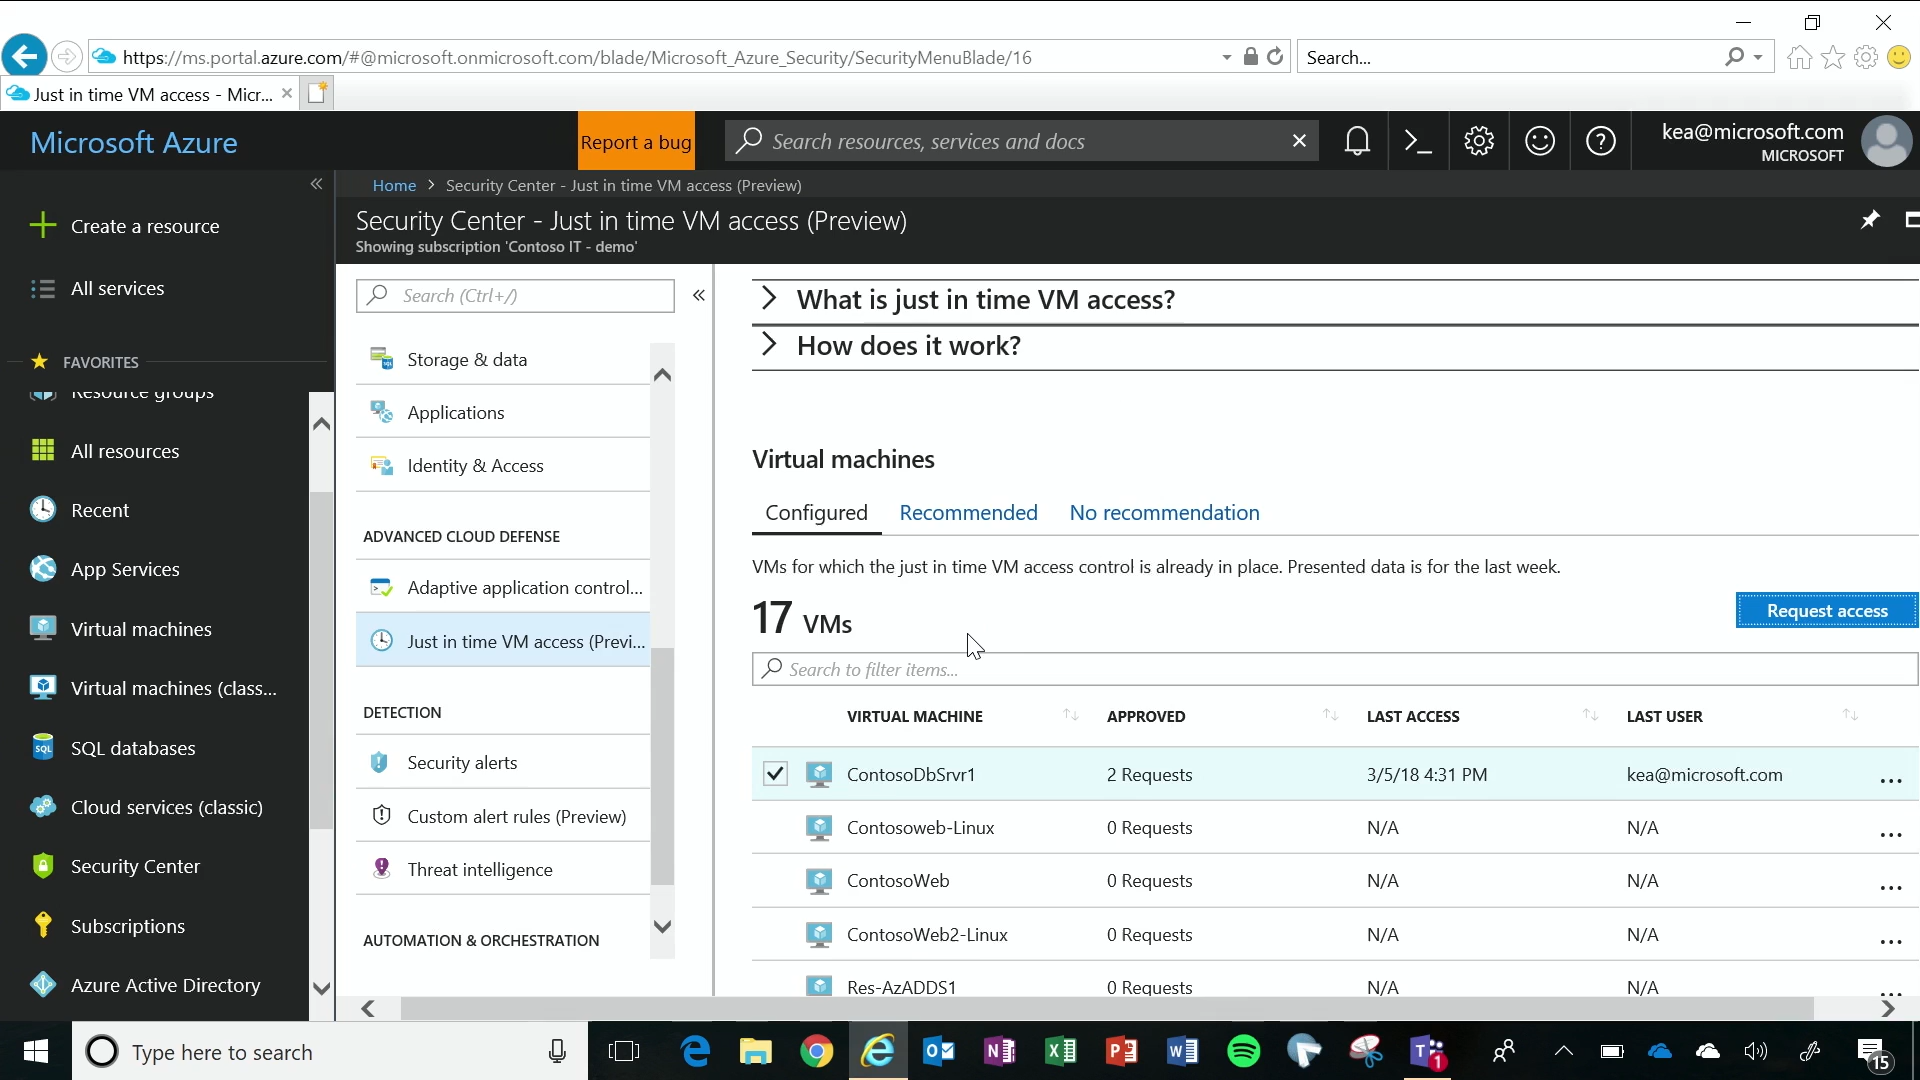 https://ms.portal.azure.com/#@microsoft.onmicrosoft.com/blade/Microsoft_Azure_Security/SecurityMenuBlade/16
Search...
Just in time VM access - Micr...
Microsoft Azure
Report a bug
Search resources, services and docs
kea@microsoft.com
MICROSOFT
Home > Security Center - Just in time VM access (Preview)
Security Center - Just in time VM access (Preview)
Showing subscription 'Contoso IT - demo'
Create a resource
All services
FAVORITES
Resource groups
All resources
Recent
App Services
Virtual machines
Virtual machines (class...
SQL databases
Cloud services (classic)
Security Center
Subscriptions
Azure Active Directory
Search (Ctrl+/)
Storage & data
Applications
Identity & Access
ADVANCED CLOUD DEFENSE
Adaptive application control...
Just in time VM access (Previ...
DETECTION
Security alerts
Custom alert rules (Preview)
Threat intelligence
AUTOMATION & ORCHESTRATION
What is just in time VM access?
How does it work?
Virtual machines
Configured Recommended No recommendation
VMs for which the just in time VM access control is already in place. Presented data is for the last week.
17 VMs
Request access
Search to filter items...
VIRTUAL MACHINE APPROVED LAST ACCESS LAST USER
ContosoDbSrvr1 2 Requests 3/5/18 4:31 PM kea@microsoft.com ...
Contosoweb-Linux 0 Requests N/A N/A ...
ContosoWeb 0 Requests N/A N/A ...
ContosoWeb2-Linux 0 Requests N/A N/A ...
Res-AzADDS1 0 Requests N/A N/A ...
Type here to search
15